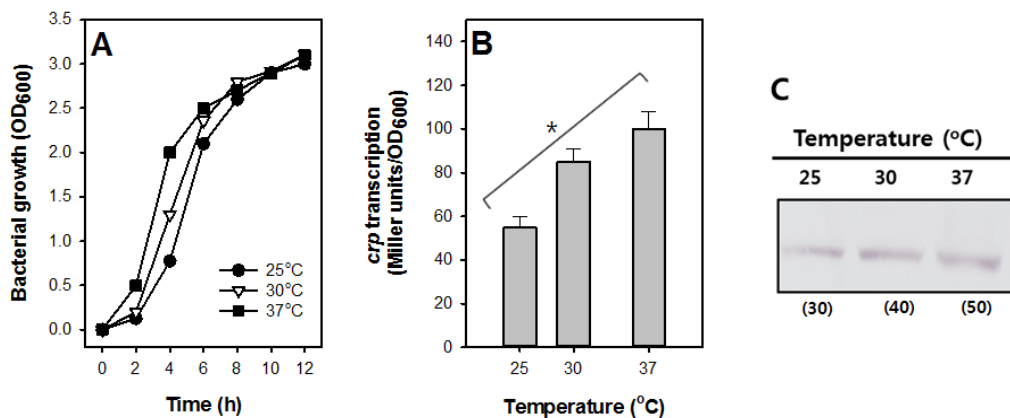 A
Bacterial growth (OD600)
3.5
3.0
2.5
2.0
1.5
1.0
0.5
0.0
25°C
30°C
37°C
0 2 4 6 8 10 12
Time (h)
B
crp transcription
(Miller units/OD600)
140
120
100
80
60
40
20
0
*
25 30 37
Temperature (°C)
C
Temperature (°C)
25 30 37
(30) (40) (50)